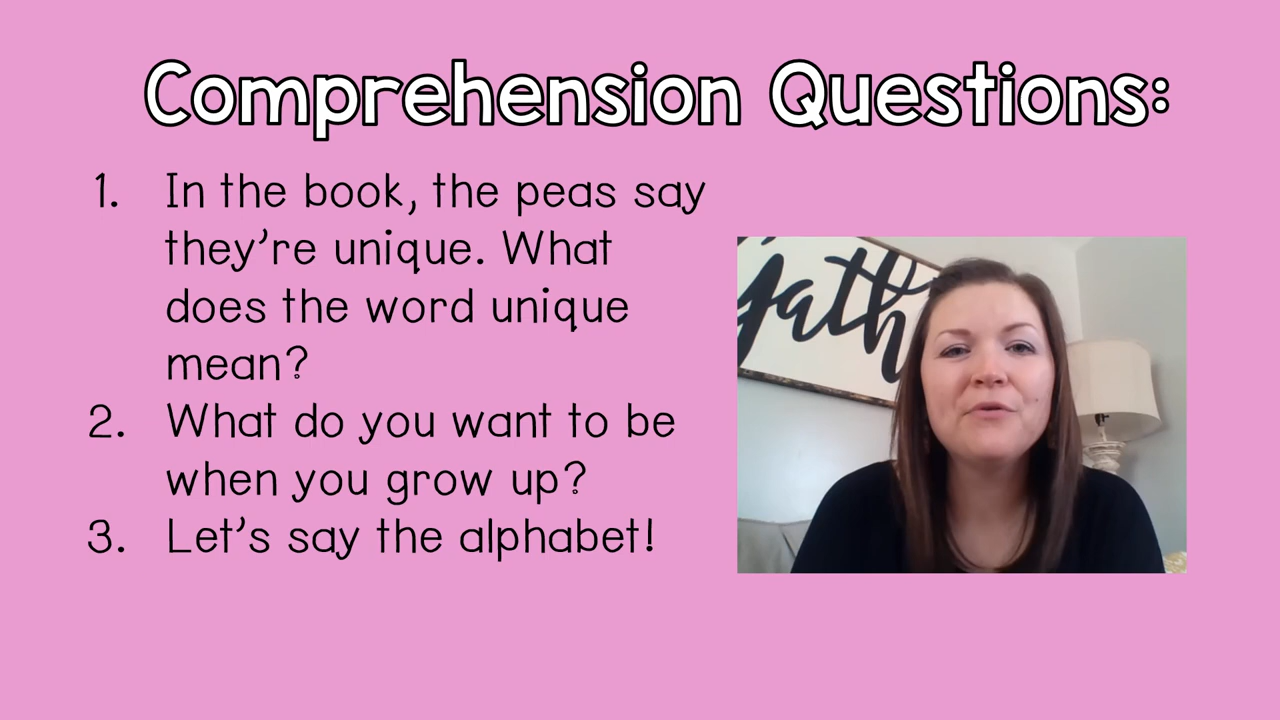 Comprehension Questions:
1. In the book, the peas say
they're unique. What
does the word unique
mean?
2. What do you want to be
when you grow up?
3. Let's say the alphabet!
gath